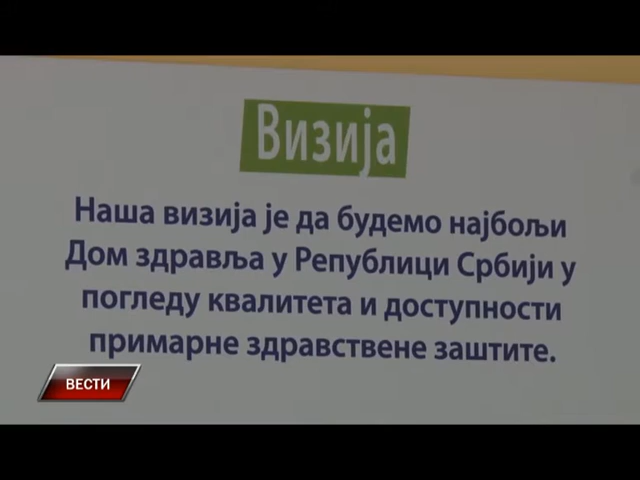 Визија
Наша визија је да будемо најбољи
Дом здравља у Републици Србији у
погледу квалитета и доступности
примарне здравствене заштите.
ВЕСТИ